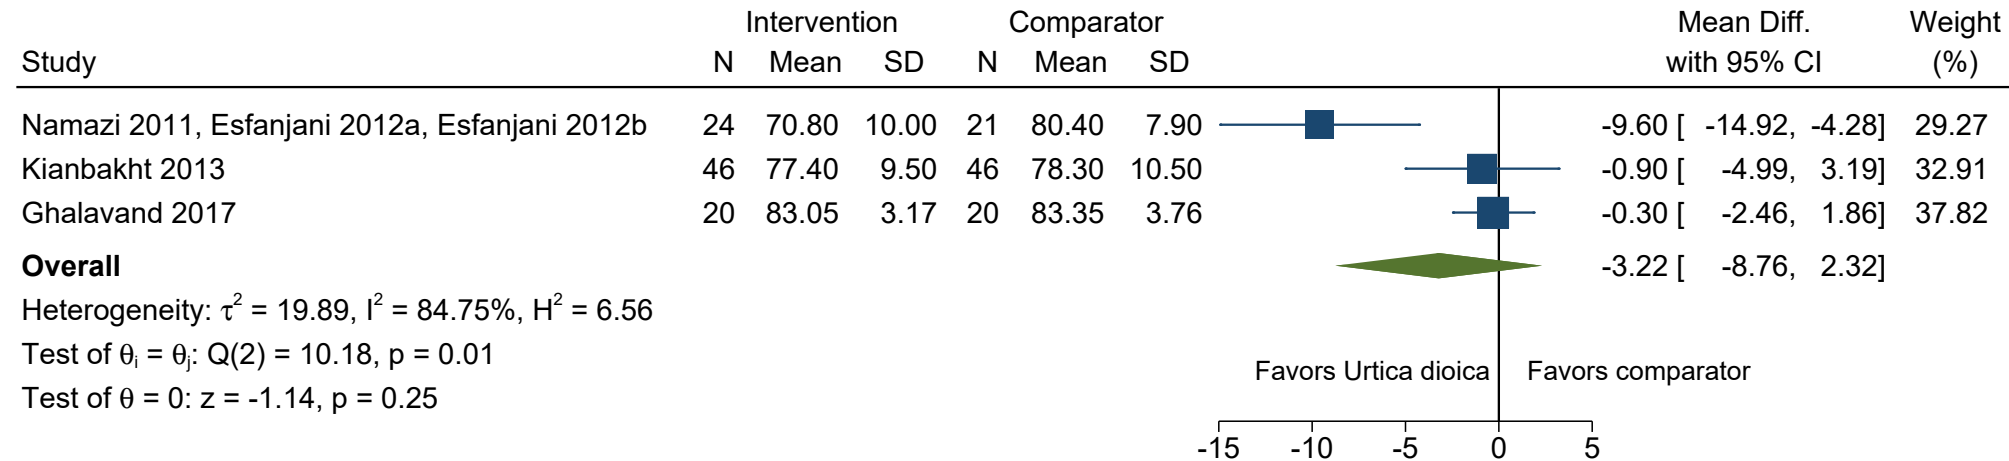 Intervention Comparator Mean Diff. Weight
Study N Mean SD N Mean SD with 95% CI (%)
Namazi 2011, Esfanjani 2012a, Esfanjani 2012b 24 70.80 10.00 21 80.40 7.90 -9.60 [ -14.92, -4.28] 29.27
Kianbakht 2013 46 77.40 9.50 46 78.30 10.50 -0.90 [ -4.99, 3.19] 32.91
Ghalavand 2017 20 83.05 3.17 20 83.35 3.76 -0.30 [ -2.46, 1.86] 37.82
Overall -3.22 [ -8.76, 2.32]
Heterogeneity: τ² = 19.89, I² = 84.75%, H² = 6.56
Test of θᵢ = θⱼ: Q(2) = 10.18, p = 0.01
Favors Urtica dioica Favors comparator
Test of θ = 0: z = -1.14, p = 0.25
-15 -10 -5 0 5